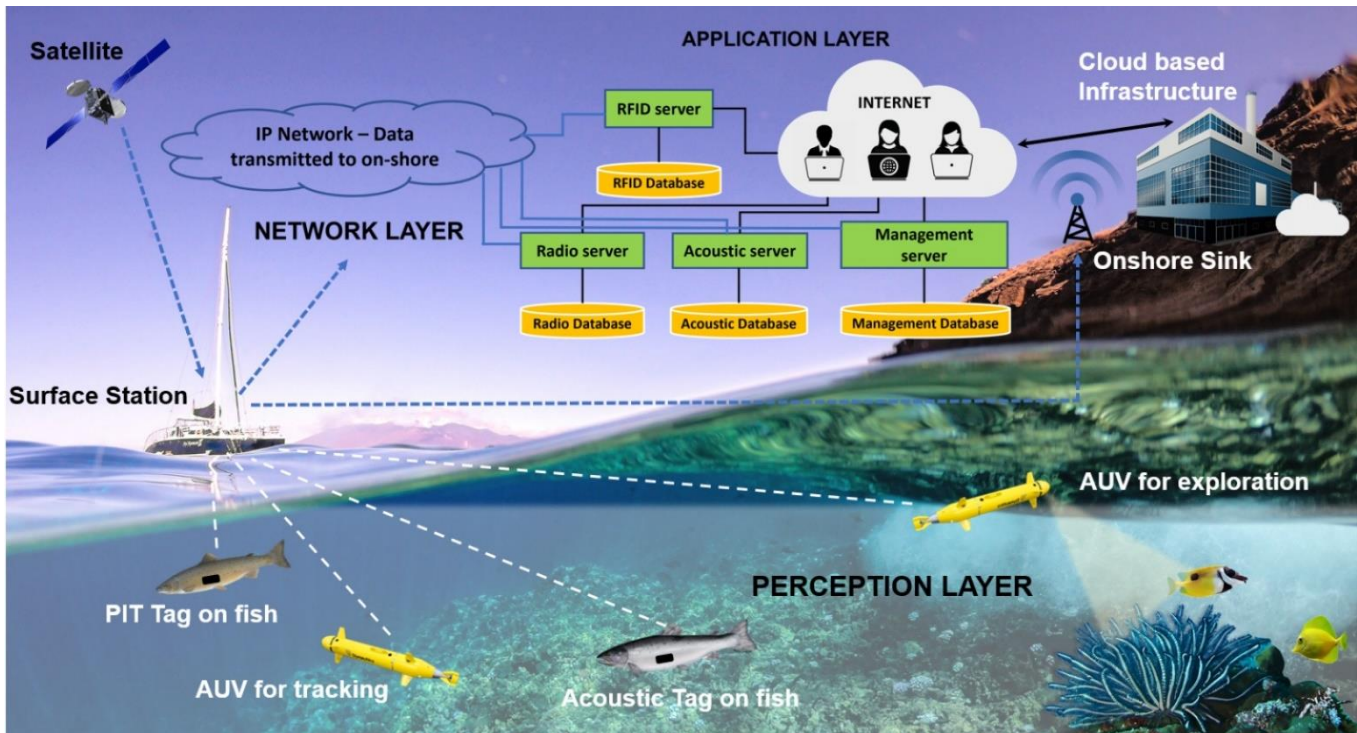 Satellite
APPLICATION LAYER
Cloud based
Infrastructure
IP Network – Data
transmitted to on-shore
RFID server
INTERNET
RFID Database
NETWORK LAYER
Radio server
Acoustic server
Management
server
Onshore Sink
Radio Database
Acoustic Database
Management Database
Surface Station
AUV for exploration
PERCEPTION LAYER
PIT Tag on fish
AUV for tracking
Acoustic Tag on fish